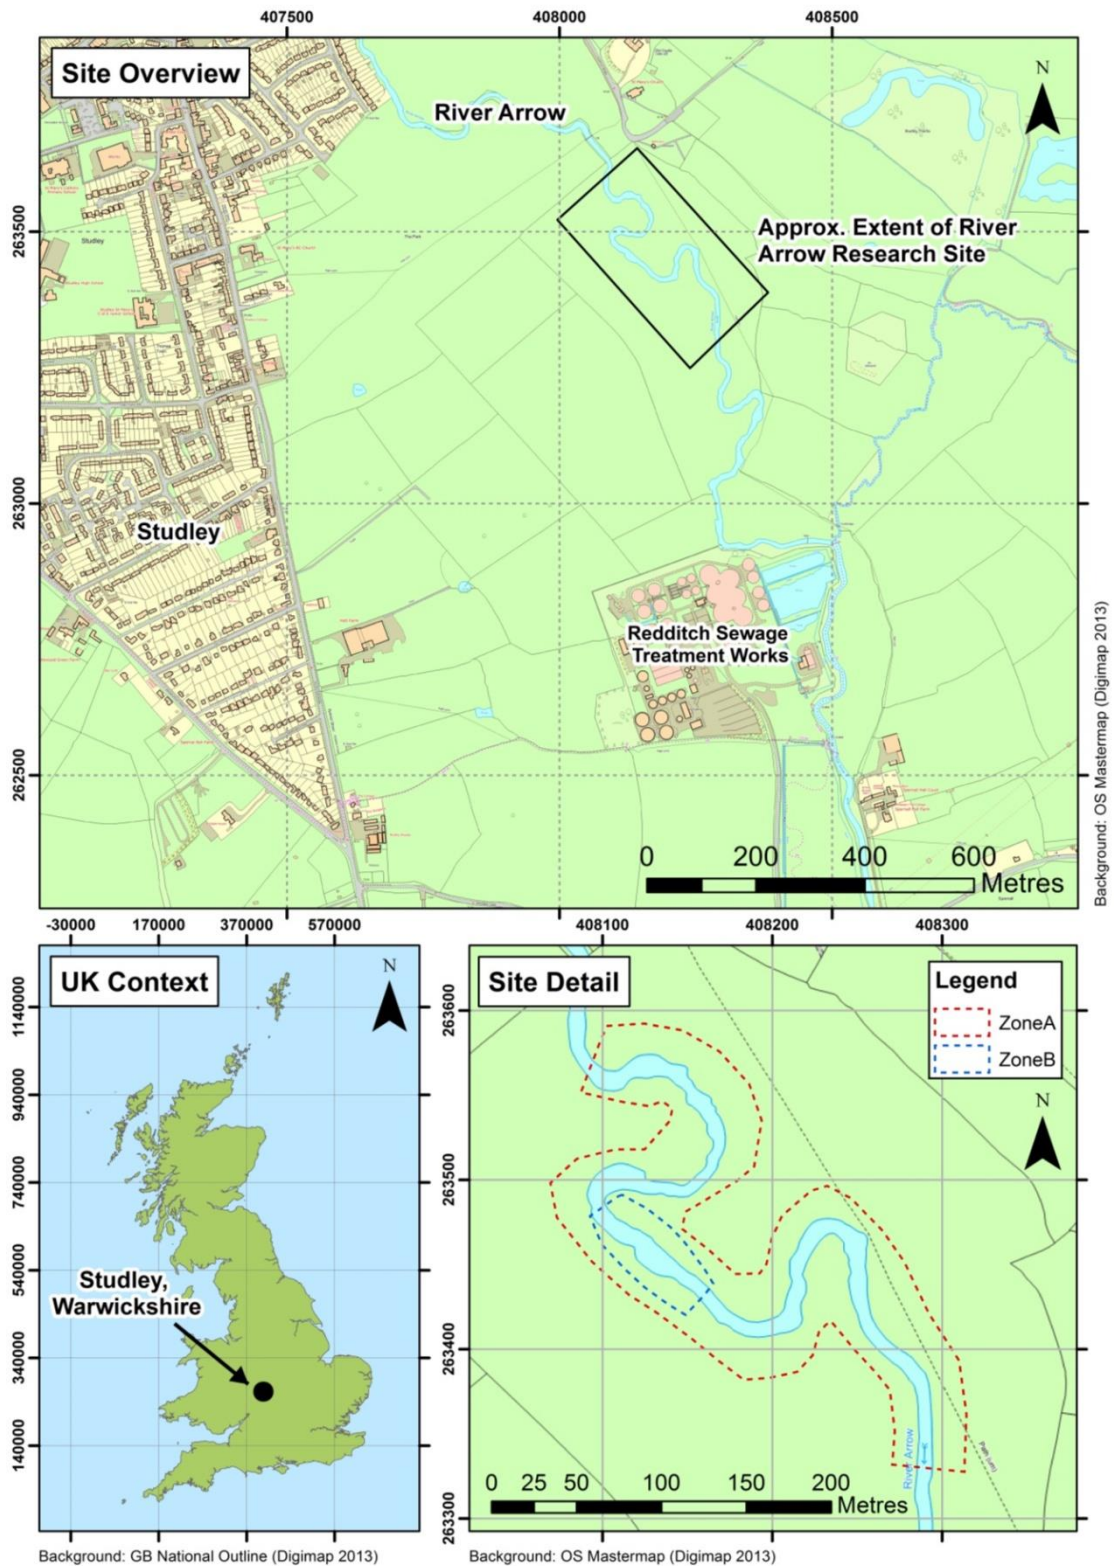 407500
408000
408500
Site Overview
River Arrow
N
263500
Approx. Extent of River
Arrow Research Site
Studley
263000
Studley
Redditch Sewage
Treatment Works
262500
0 200 400 600
Metres
Background: OS Mastermap (Digimap 2013)
-30000 170000 370000 570000
UK Context
N
1140000
940000
740000
540000
340000
140000
Studley,
Warwickshire
Background: GB National Outline (Digimap 2013)
408100 408200 408300
Site Detail
Legend
ZoneA
ZoneB
N
263600
263500
263400
263300
River Arrow
Path (um)
0 25 50 100 150 200
Metres
Background: OS Mastermap (Digimap 2013)